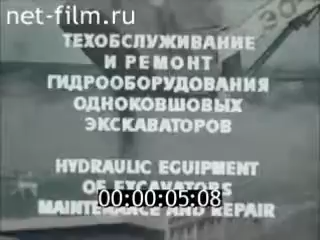 net-film.ru
ТЕХОБСЛУЖИВАНИЕ
И РЕМОНТ
ГИДРООБОРУДОВАНИЯ
ОДНОКОВШОВЫХ
ЭКСКАВАТОРОВ
HYDRAULIC EQUIPMENT
OF EXCAVATORS
MAINTENANCE AND REPAIR
00:00:05:08